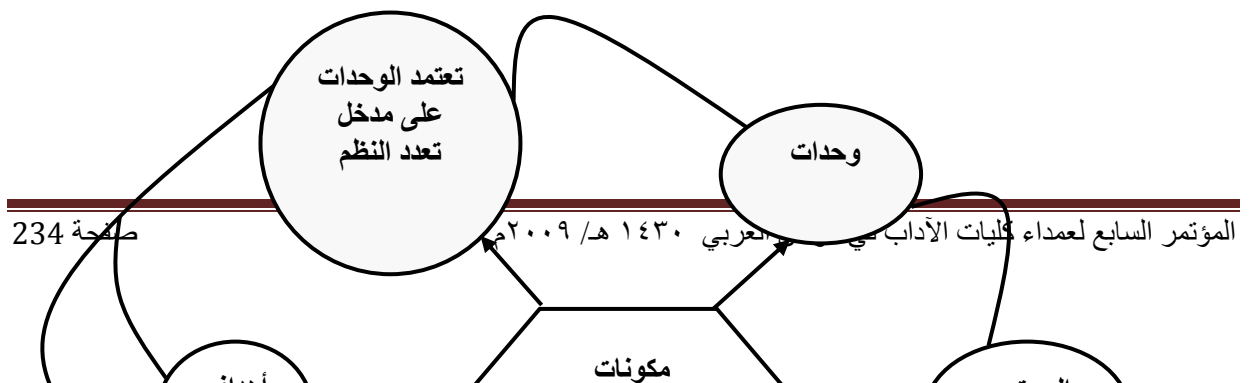 تعتمد الوحدات
على مدخل
تعدد النظم
وحدات
المؤتمر السابع لعمداء كليات الآداب في العربي ١٤٣٠ هـ/ ٢٠٠٩م
صفحة 234
مكونات